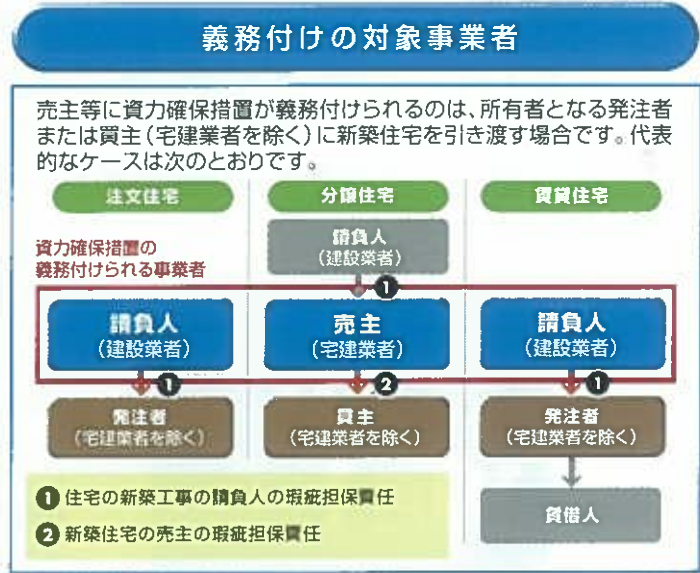 義務付けの対象事業者
売主等に資力確保措置が義務付けられるのは、所有者となる発注者
または買主(宅建業者を除く)に新築住宅を引き渡す場合です。代表
的なケースは次のとおりです。
注文住宅
分譲住宅
賃貸住宅
請負人
(建設業者)
資力確保措置の
義務付けられる事業者
1
請負人
(建設業者)
売主
(宅建業者)
請負人
(建設業者)
1
2
1
発注者
(宅建業者を除く)
買主
(宅建業者を除く)
発注者
(宅建業者を除く)
賃借人
1 住宅の新築工事の請負人の瑕疵担保責任
2 新築住宅の売主の瑕疵担保責任